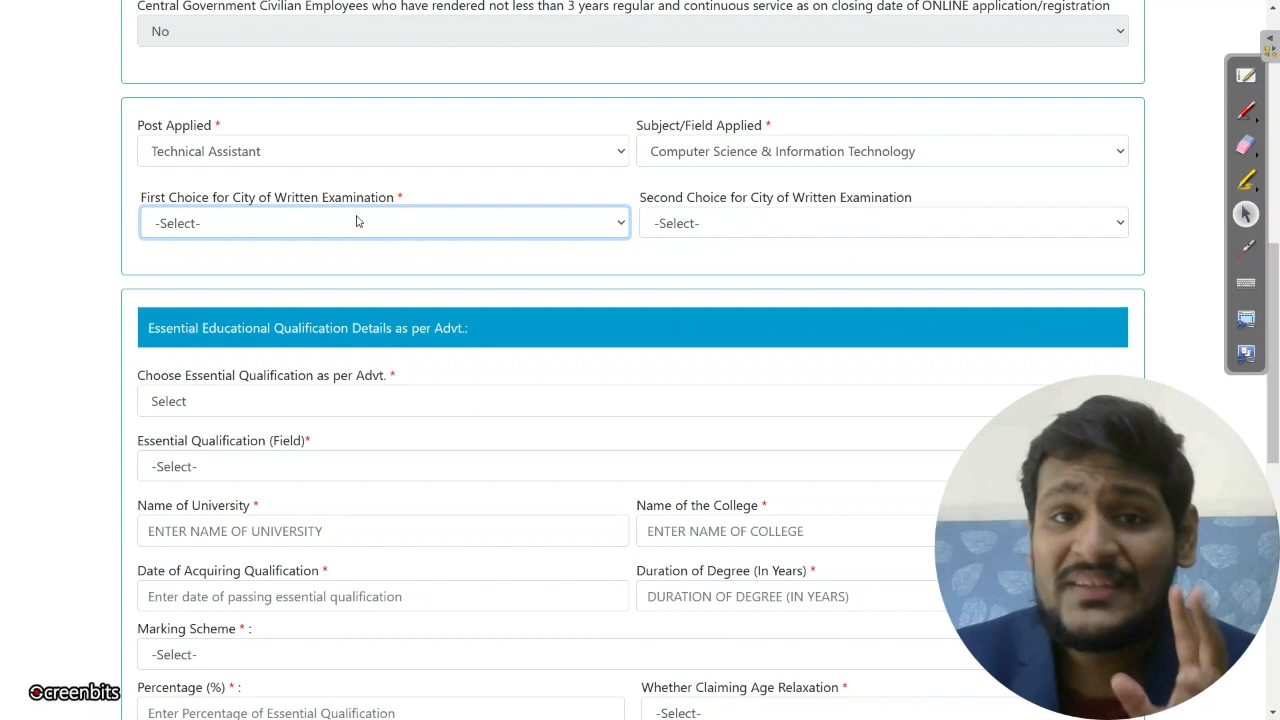 Central Government Civilian Employees who have rendered not less than 3 years regular and continuous service as on closing date of ONLINE application/registration
No
Post Applied *
Subject/Field Applied *
Technical Assistant
Computer Science & Information Technology
First Choice for City of Written Examination *
Second Choice for City of Written Examination
-Select-
-Select-
Essential Educational Qualification Details as per Advt.:
Choose Essential Qualification as per Advt. *
Select
Essential Qualification (Field)*
-Select-
Name of University *
Name of the College *
ENTER NAME OF UNIVERSITY
ENTER NAME OF COLLEGE
Date of Acquiring Qualification *
Duration of Degree (In Years) *
Enter date of passing essential qualification
DURATION OF DEGREE (IN YEARS)
Marking Scheme * :
-Select-
Percentage (%) * :
Whether Claiming Age Relaxation *
Enter Percentage of Essential Qualification
-Select-
screenbits